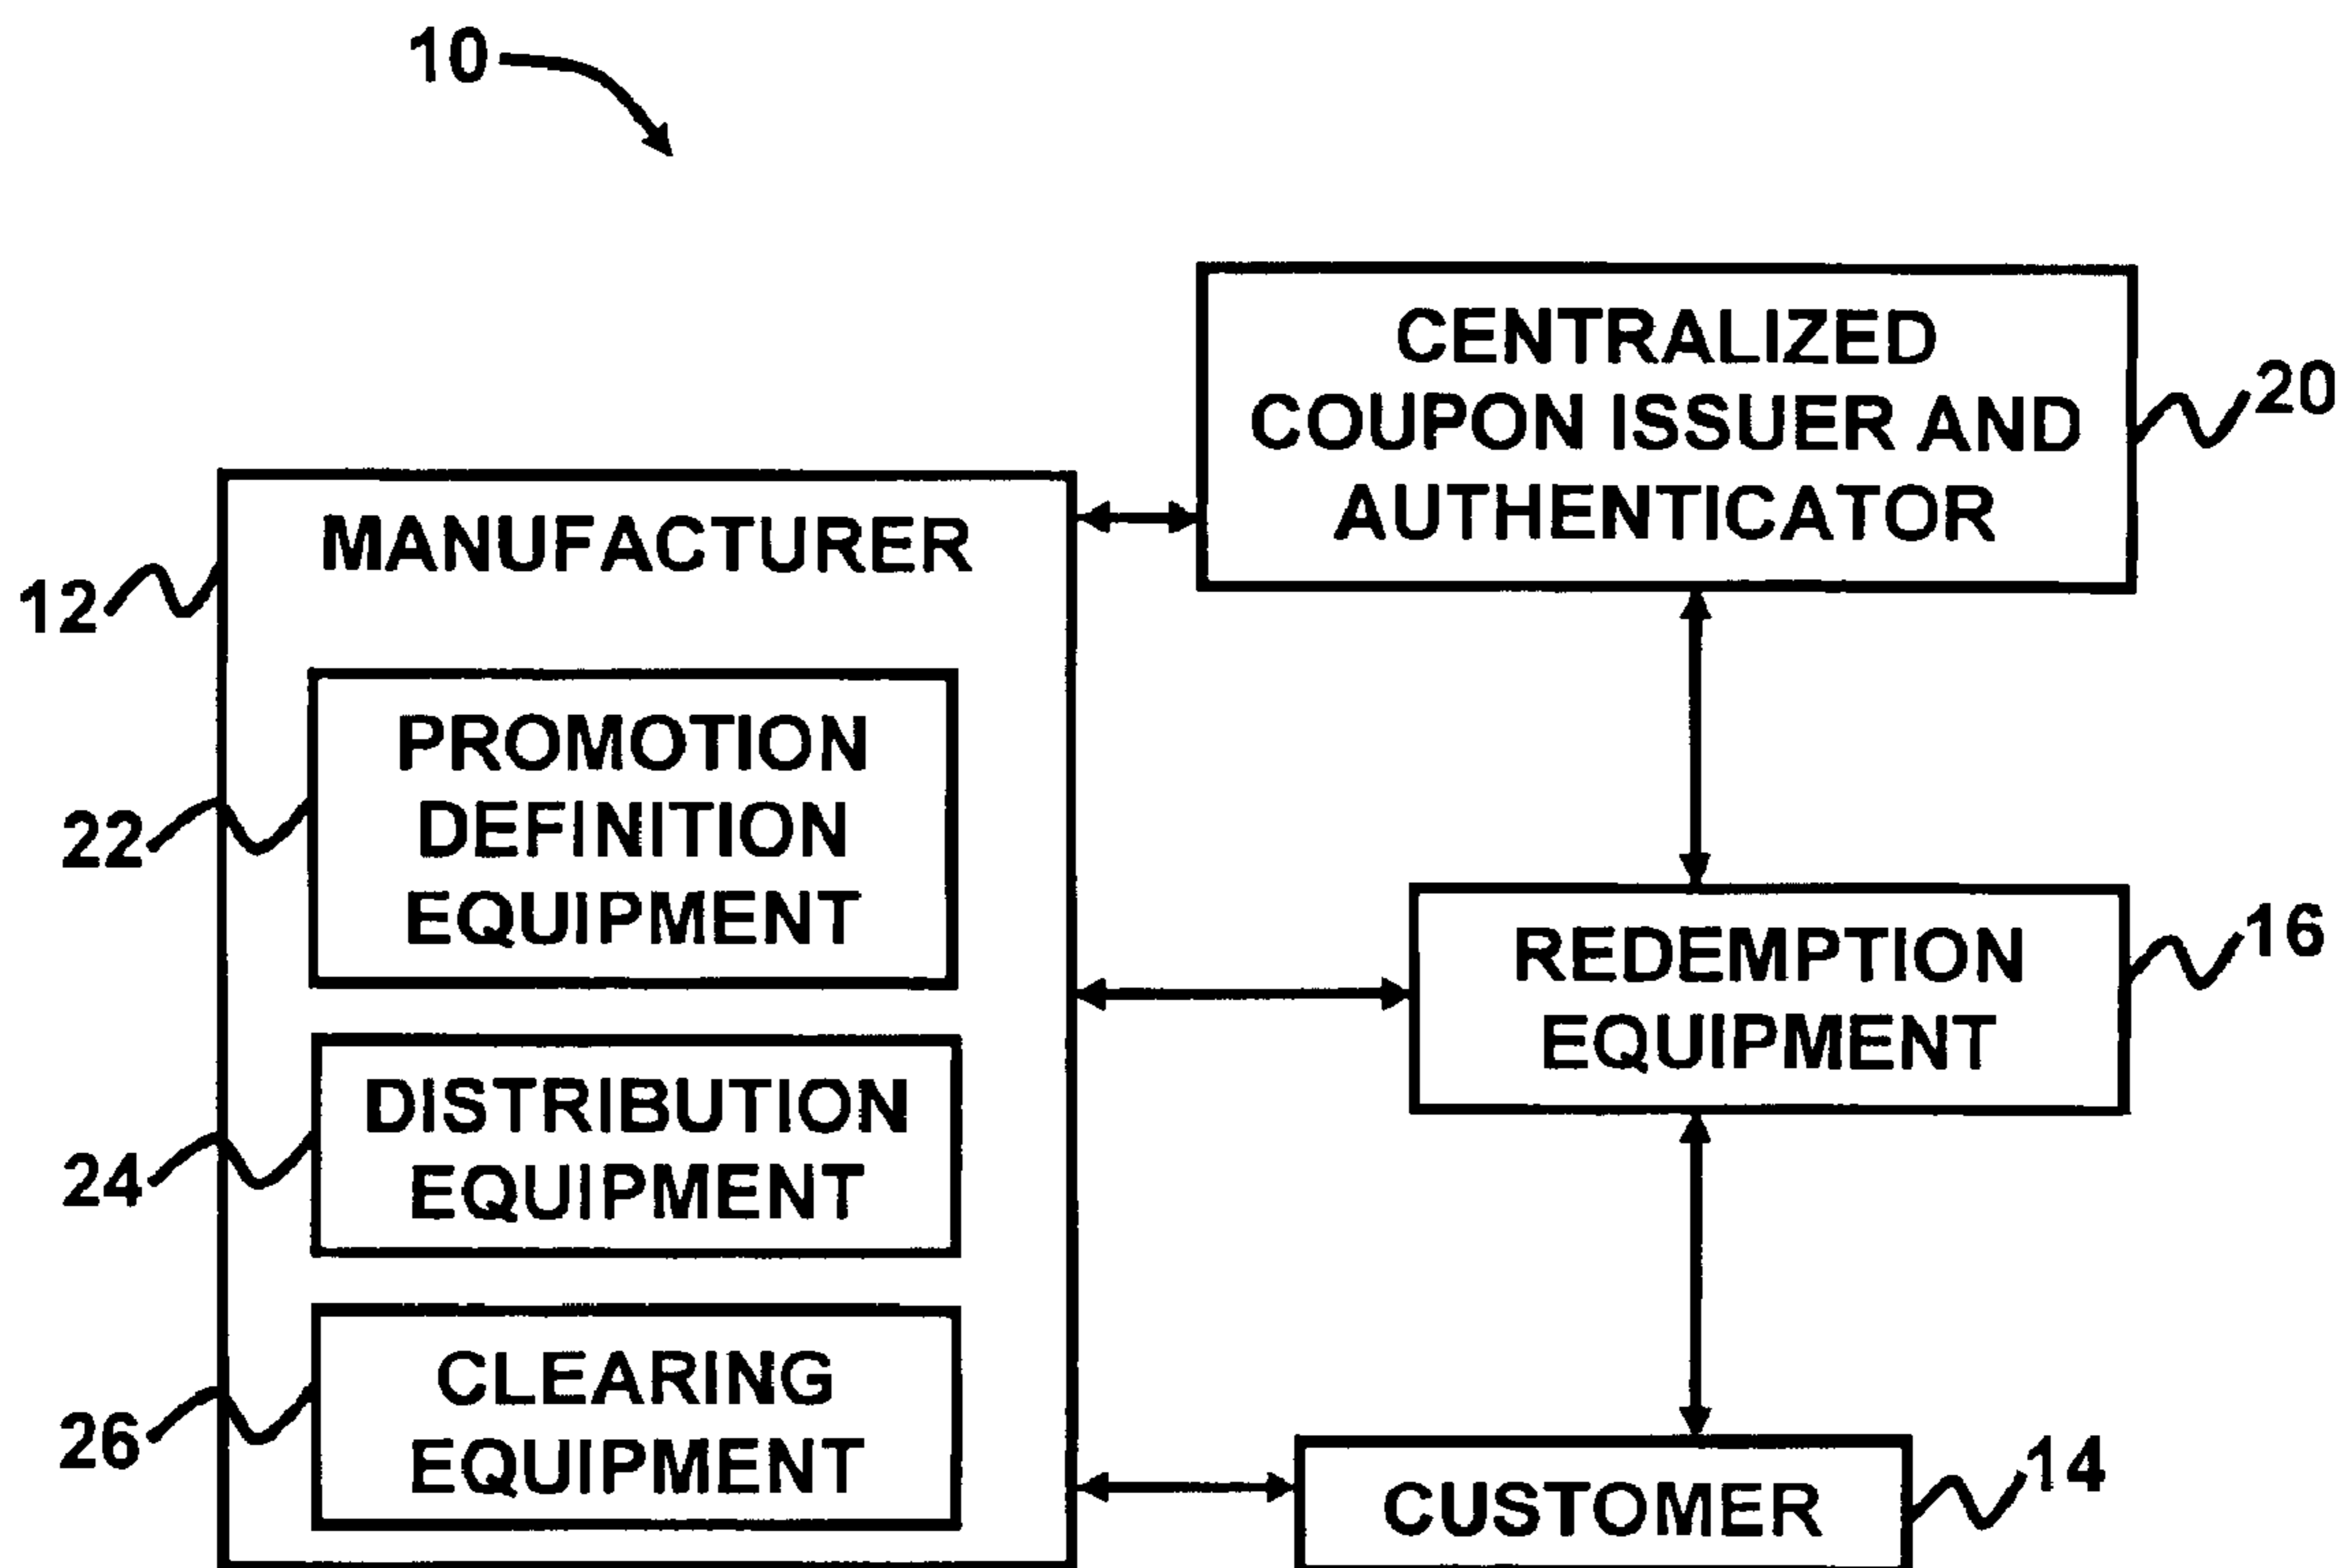 10
CENTRALIZED
COUPON ISSUER AND
AUTHENTICATOR
20
MANUFACTURER
12
PROMOTION
DEFINITION
EQUIPMENT
22
REDEMPTION
EQUIPMENT
16
DISTRIBUTION
EQUIPMENT
24
CLEARING
EQUIPMENT
26
CUSTOMER
14